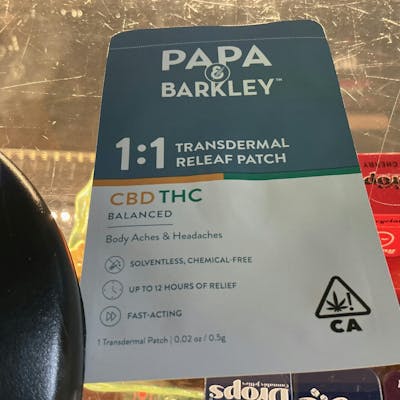 PAPA
&
BARKLEY™
1:1 TRANSDERMAL
RELEAF PATCH
CBD THC
BALANCED
Body Aches & Headaches
SOLVENTLESS, CHEMICAL-FREE
UP TO 12 HOURS OF RELIEF
FAST-ACTING
CA
1 Transdermal Patch | 0.02 oz / 0.5g
CHERRY
Drops